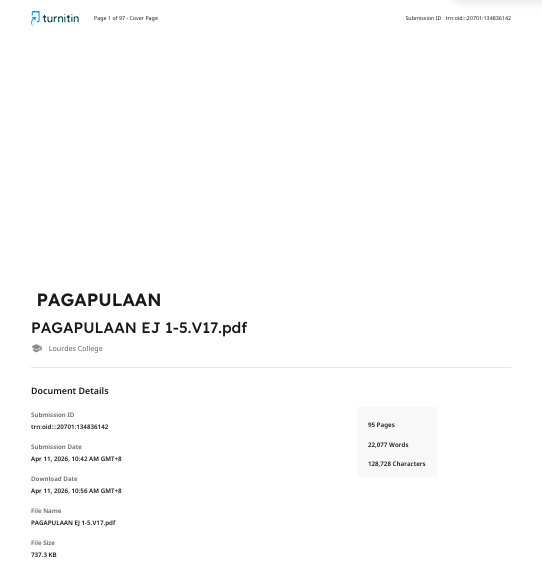 turnitin Page 1 of 97 - Cover Page Submission ID trn:oid:::20701:134836142
PAGAPULAAN
PAGAPULAAN EJ 1-5.V17.pdf
Lourdes College
Document Details
Submission ID
trn:oid:::20701:134836142
Submission Date
Apr 11, 2026, 10:42 AM GMT+8
Download Date
Apr 11, 2026, 10:56 AM GMT+8
File Name
PAGAPULAAN EJ 1-5.V17.pdf
File Size
737.3 KB
95 Pages
22,077 Words
128,728 Characters